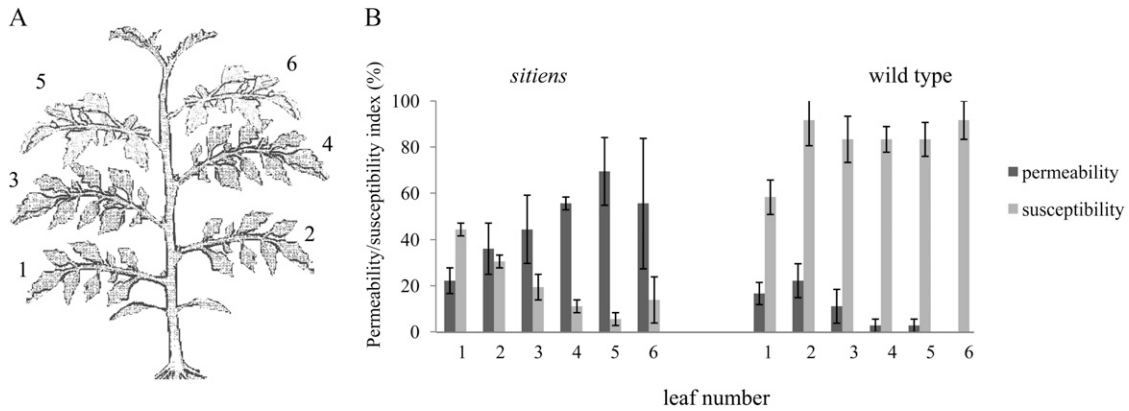 A
5
6
3
4
1
2
B
sitiens
wild type
Permeability/susceptibility index (%)
100
80
60
40
20
0
1 2 3 4 5 6
1 2 3 4 5 6
leaf number
permeability
susceptibility